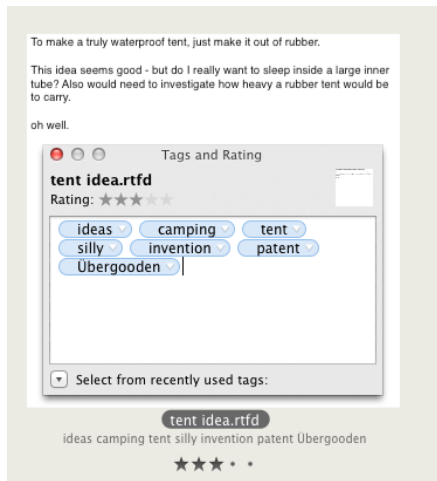 To make a truly waterproof tent, just make it out of rubber.
This idea seems good - but do I really want to sleep inside a large inner
tube? Also would need to investigate how heavy a rubber tent would be
to carry.
oh well.
Tags and Rating
tent idea.rtfd
Rating: ★★★★★
ideas camping tent
silly invention patent
Übergooden
Select from recently used tags:
tent idea.rtfd
ideas camping tent silly invention patent Übergooden
★★★••